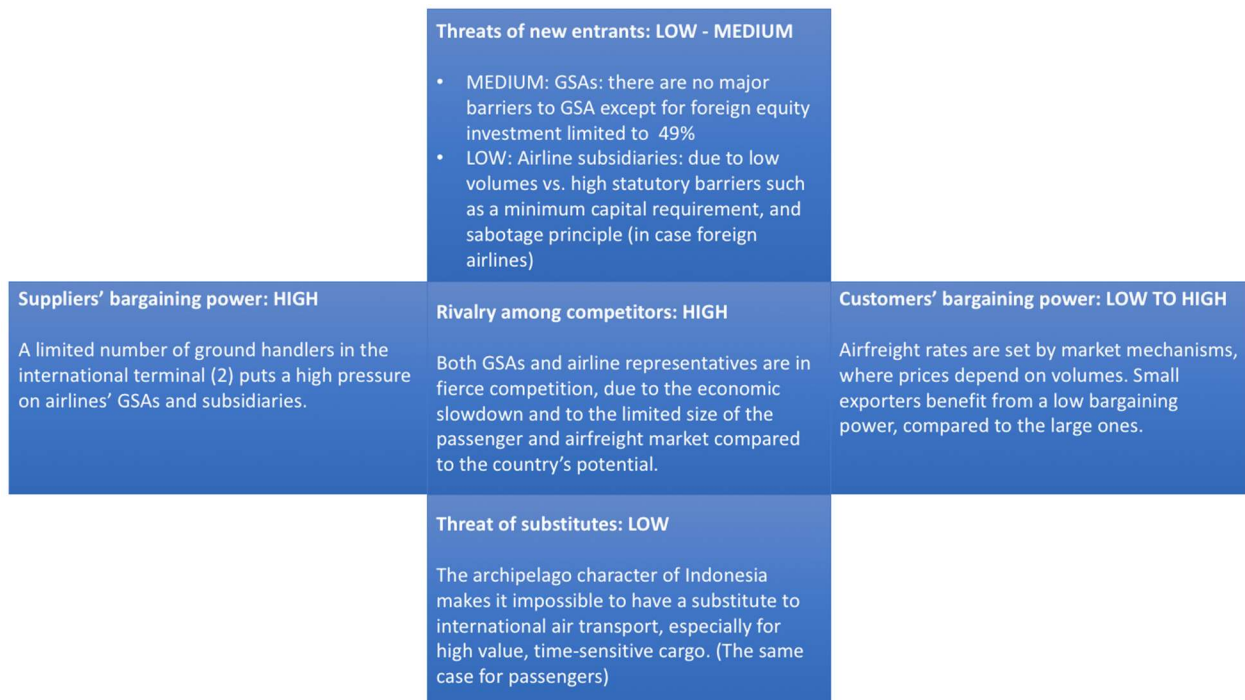 Threats of new entrants: LOW - MEDIUM
• MEDIUM: GSAs: there are no major
barriers to GSA except for foreign equity
investment limited to 49%
• LOW: Airline subsidiaries: due to low
volumes vs. high statutory barriers such
as a minimum capital requirement, and
sabotage principle (in case foreign
airlines)
Suppliers’ bargaining power: HIGH
A limited number of ground handlers in the
international terminal (2) puts a high pressure
on airlines’ GSAs and subsidiaries.
Rivalry among competitors: HIGH
Both GSAs and airline representatives are in
fierce competition, due to the economic
slowdown and to the limited size of the
passenger and airfreight market compared
to the country’s potential.
Customers’ bargaining power: LOW TO HIGH
Airfreight rates are set by market mechanisms,
where prices depend on volumes. Small
exporters benefit from a low bargaining
power, compared to the large ones.
Threat of substitutes: LOW
The archipelago character of Indonesia
makes it impossible to have a substitute to
international air transport, especially for
high value, time-sensitive cargo. (The same
case for passengers)